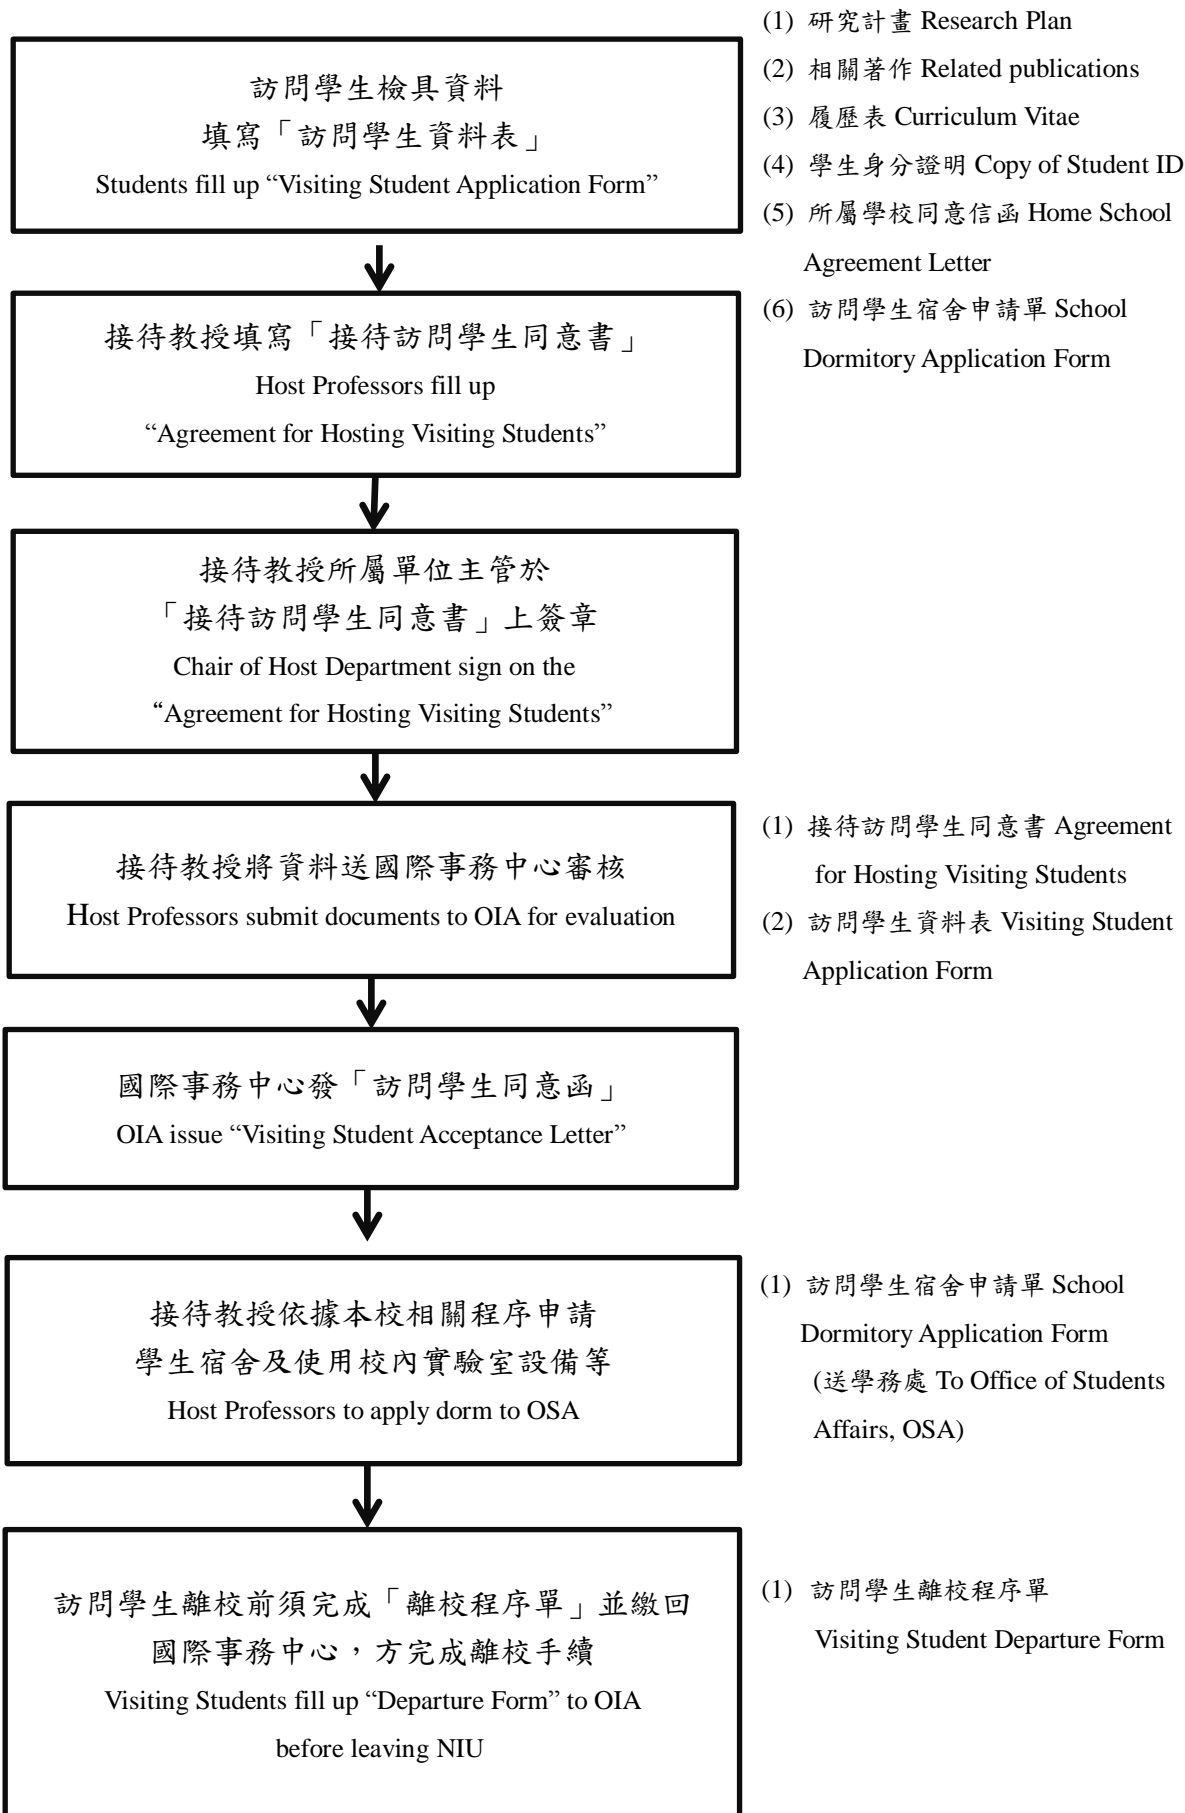 訪問學生檢具資料
填寫「訪問學生資料表」
Students fill up “Visiting Student Application Form”
(1) 研究計畫 Research Plan
(2) 相關著作 Related publications
(3) 履歷表 Curriculum Vitae
(4) 學生身分證明 Copy of Student ID
(5) 所屬學校同意信函 Home School
Agreement Letter
(6) 訪問學生宿舍申請單 School
Dormitory Application Form
接待教授填寫「接待訪問學生同意書」
Host Professors fill up
“Agreement for Hosting Visiting Students”
接待教授所屬單位主管於
「接待訪問學生同意書」上簽章
Chair of Host Department sign on the
“Agreement for Hosting Visiting Students”
接待教授將資料送國際事務中心審核
Host Professors submit documents to OIA for evaluation
(1) 接待訪問學生同意書 Agreement
for Hosting Visiting Students
(2) 訪問學生資料表 Visiting Student
Application Form
國際事務中心發「訪問學生同意函」
OIA issue “Visiting Student Acceptance Letter”
接待教授依據本校相關程序申請
學生宿舍及使用校內實驗室設備等
Host Professors to apply dorm to OSA
(1) 訪問學生宿舍申請單 School
Dormitory Application Form
(送學務處 To Office of Students
Affairs, OSA)
訪問學生離校前須完成「離校程序單」並繳回
國際事務中心，方完成離校手續
Visiting Students fill up “Departure Form” to OIA
before leaving NIU
(1) 訪問學生離校程序單
Visiting Student Departure Form